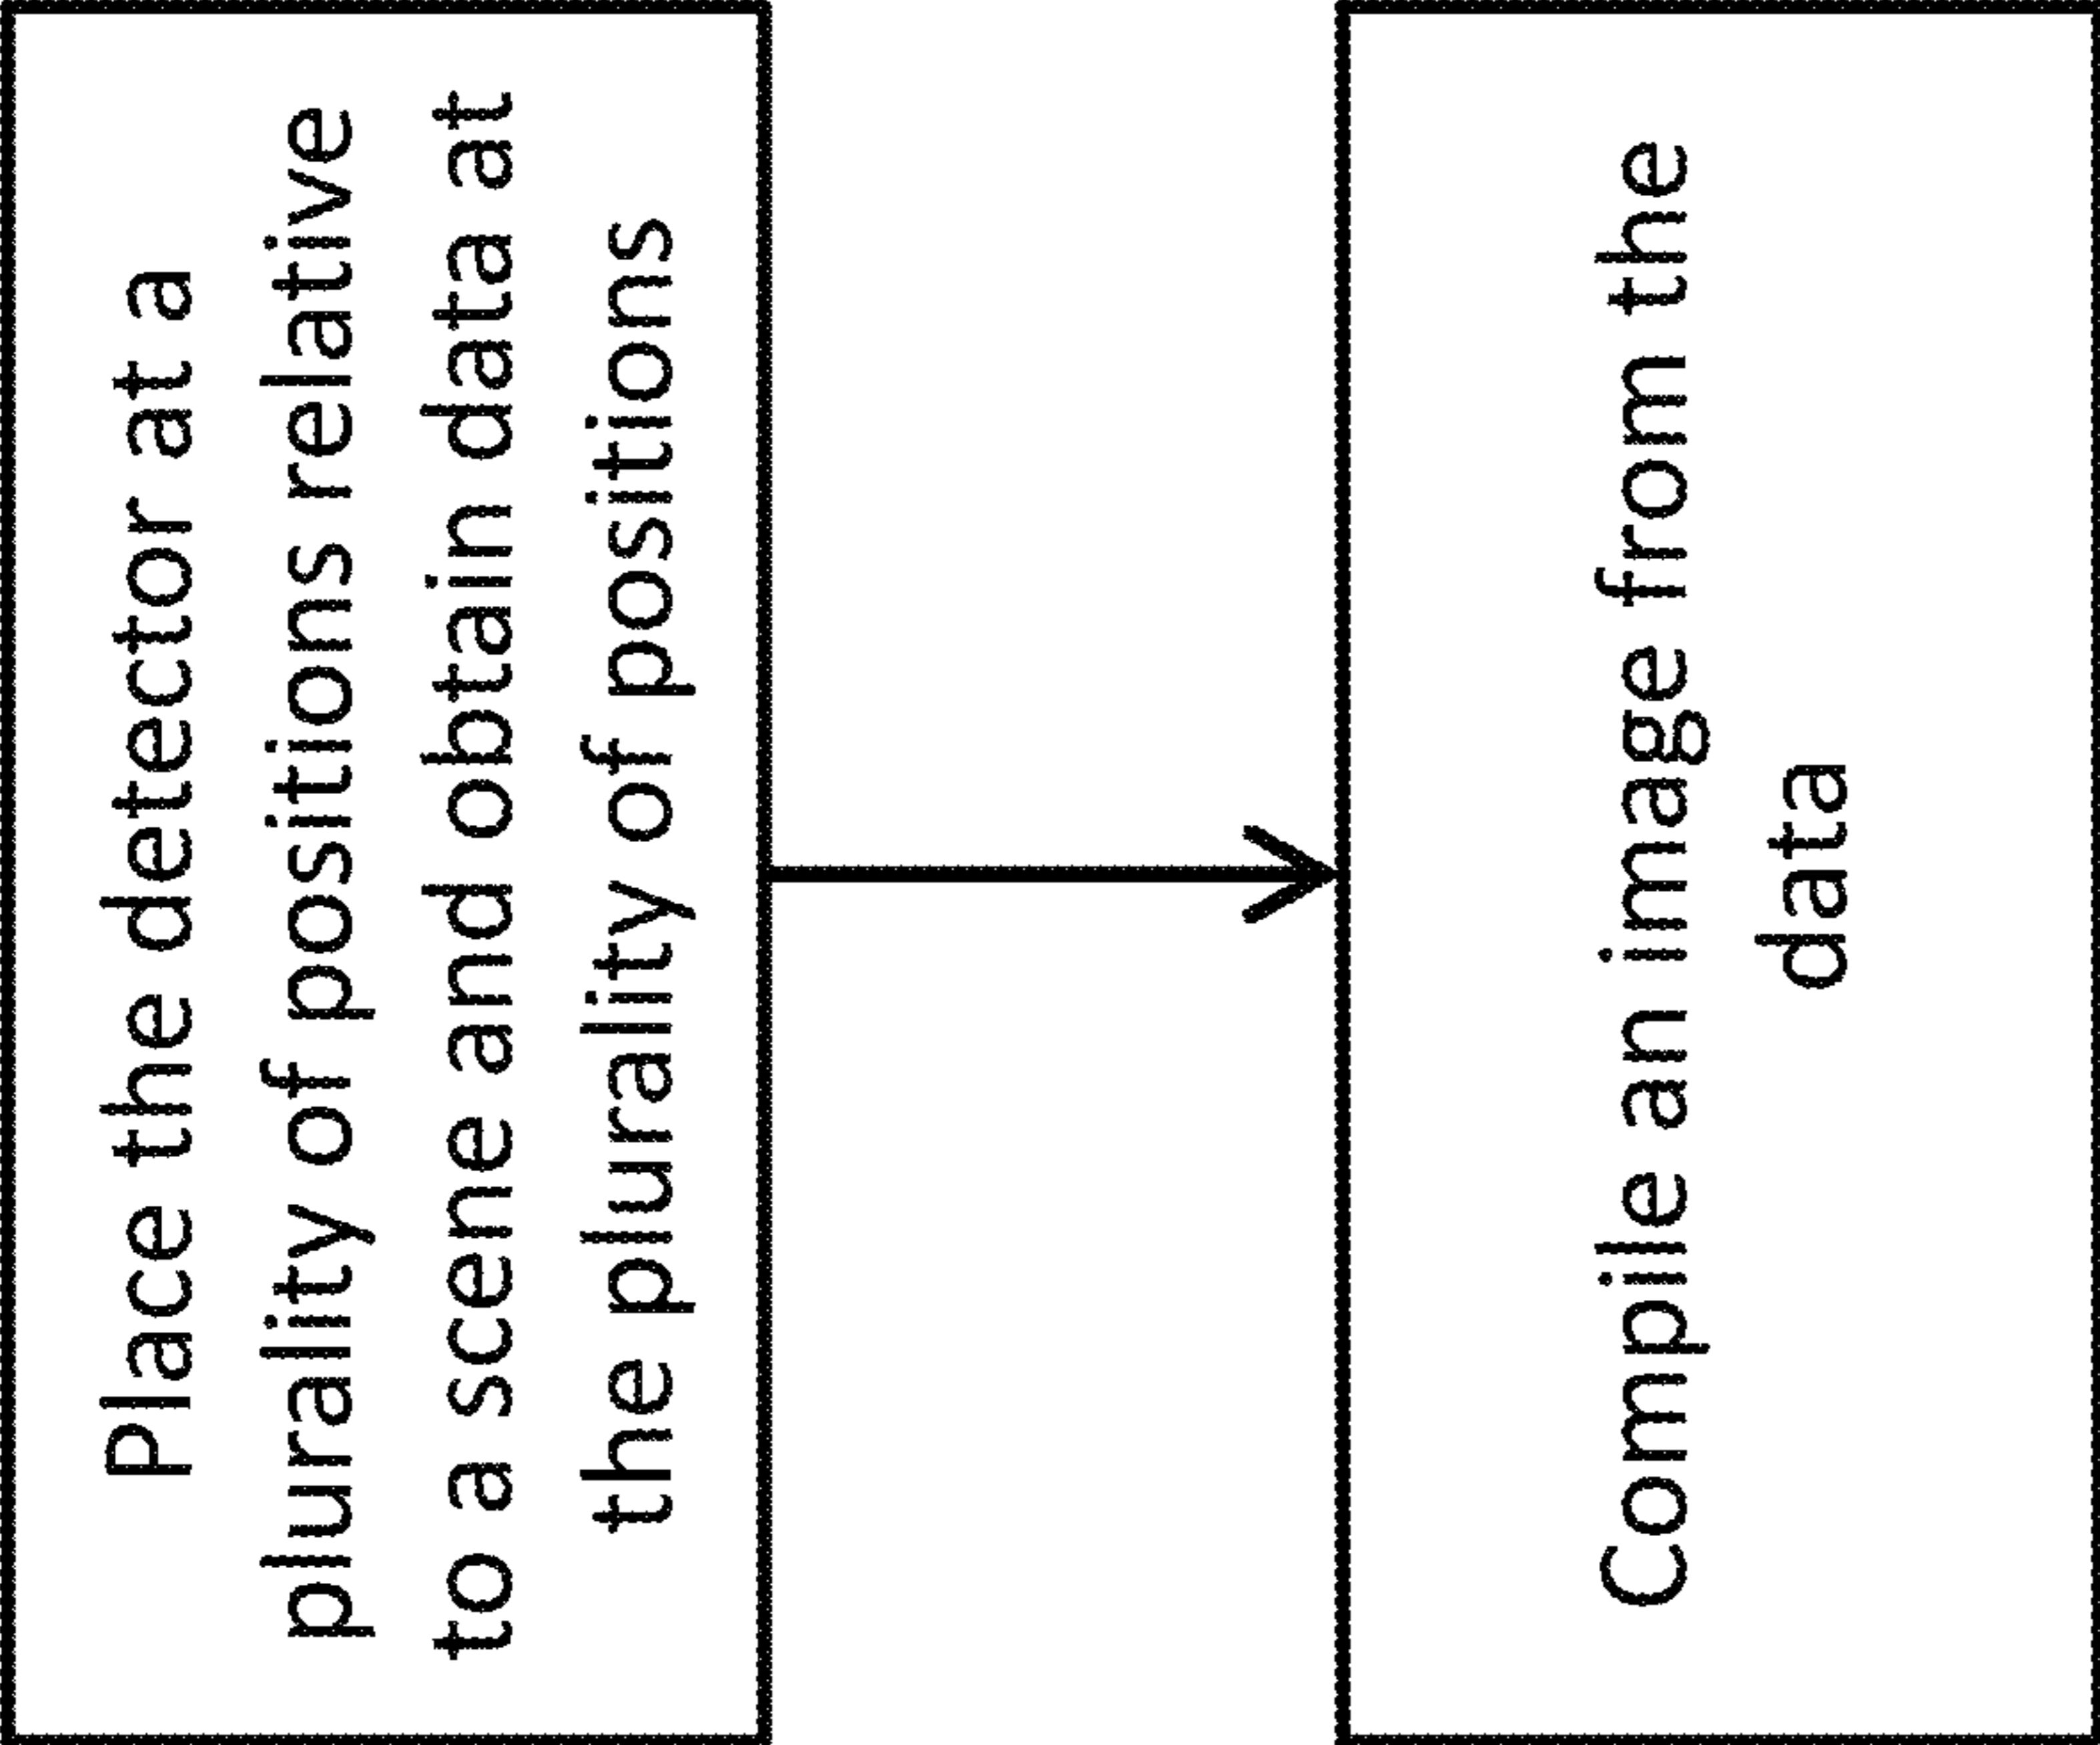 Place the detector at a
plurality of positions relative
to a scene and obtain data at
the plurality of positions
Compile an image from the
data